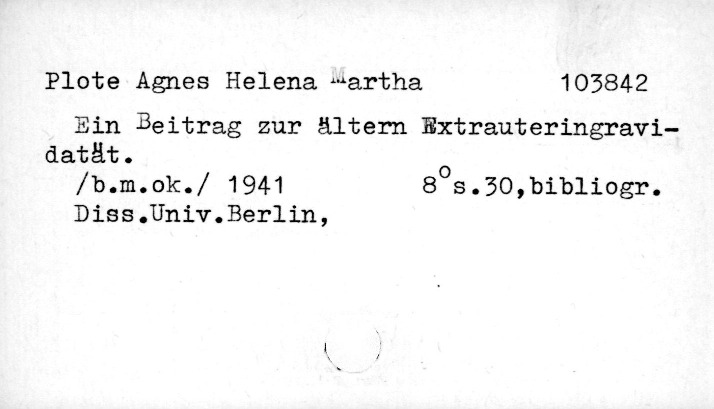 Plote Agnes Helena Martha 103842
Ein Beitrag zur ältern Extrauteringravi-
datät.
/b.m.ok./ 1941 8°s.30,bibliogr.
Diss.Univ.Berlin,